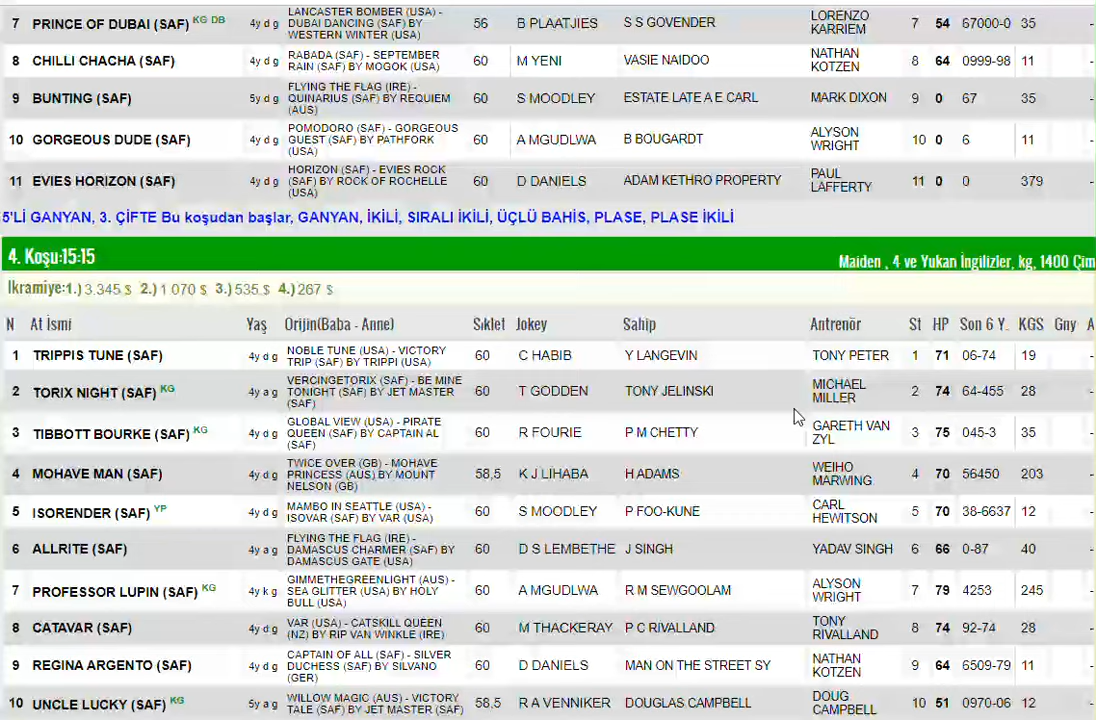 7 PRINCE OF DUBAI (SAF) KG DB 4y d g LANCASTER BOMBER (USA) - DUBAI DANCING (SAF) BY WESTERN WINTER (USA) 56 B PLAATJIES S S GOVENDER LORENZO KARRIEM 7 54 67000-0 35 -
8 CHILLI CHACHA (SAF) 4y d g RABADA (SAF) - SEPTEMBER RAIN (SAF) BY MOGOK (USA) 60 M YENI VASIE NAIDOO NATHAN KOTZEN 8 64 0999-98 11 -
9 BUNTING (SAF) 5y d g FLYING THE FLAG (IRE) - QUINARIUS (SAF) BY REQUIEM (AUS) 60 S MOODLEY ESTATE LATE A E CARL MARK DIXON 9 0 67 35 -
10 GORGEOUS DUDE (SAF) 4y d g POMODORO (SAF) - GORGEOUS GUEST (SAF) BY PATHFORK (USA) 60 A MGUDLWA B BOUGARDT ALYSON WRIGHT 10 0 6 11 -
11 EVIES HORIZON (SAF) 4y d g HORIZON (SAF) - EVIES ROCK (SAF) BY ROCK OF ROCHELLE (USA) 60 D DANIELS ADAM KETHRO PROPERTY PAUL LAFFERTY 11 0 0 379 -
5'Lİ GANYAN, 3. ÇİFTE Bu koşudan başlar, GANYAN, İKİLİ, SIRALI İKİLİ, ÜÇLÜ BAHİS, PLASE, PLASE İKİLİ
4. Koşu:15:15 Maiden , 4 ve Yukarı İngilizler, kg, 1400 Çim
İkramiye:1.) 3.345 $ 2.) 1.070 $ 3.) 535 $ 4.) 267 $
N At İsmi Yaş Orijin(Baba - Anne) Sıklet Jokey Sahip Antrenör St HP Son 6 Y. KGS Gny A
1 TRIPPIS TUNE (SAF) 4y d g NOBLE TUNE (USA) - VICTORY TRIP (SAF) BY TRIPPI (USA) 60 C HABIB Y LANGEVIN TONY PETER 1 71 06-74 19 -
2 TORIX NIGHT (SAF) KG 4y a g VERCINGETORIX (SAF) - BE MINE TONIGHT (SAF) BY JET MASTER (SAF) 60 T GODDEN TONY JELINSKI MICHAEL MILLER 2 74 64-455 28 -
3 TIBBOTT BOURKE (SAF) KG 4y d g GLOBAL VIEW (USA) - PIRATE QUEEN (SAF) BY CAPTAIN AL (SAF) 60 R FOURIE P M CHETTY GARETH VAN ZYL 3 75 045-3 35 -
4 MOHAVE MAN (SAF) 4y d g TWICE OVER (GB) - MOHAVE PRINCESS (AUS) BY MOUNT NELSON (GB) 58,5 K J LIHABA H ADAMS WEIHO MARWING 4 70 56450 203 -
5 ISORENDER (SAF) YP 4y d g MAMBO IN SEATTLE (USA) - ISOVAR (SAF) BY VAR (USA) 60 S MOODLEY P FOO-KUNE CARL HEWITSON 5 70 38-6637 12 -
6 ALLRITE (SAF) 4y a g FLYING THE FLAG (IRE) - DAMASCUS CHARMER (SAF) BY DAMASCUS GATE (USA) 60 D S LEMBETHE J SINGH YADAV SINGH 6 66 0-87 40 -
7 PROFESSOR LUPIN (SAF) KG 4y k g GIMMETHEGREENLIGHT (AUS) - SEA GLITTER (USA) BY HOLY BULL (USA) 60 A MGUDLWA R M SEWGOOLAM ALYSON WRIGHT 7 79 4253 245 -
8 CATAVAR (SAF) 4y d g VAR (USA) - CATSKILL QUEEN (NZ) BY RIP VAN WINKLE (IRE) 60 M THACKERAY P C RIVALLAND TONY RIVALLAND 8 74 92-74 28 -
9 REGINA ARGENTO (SAF) 4y d g CAPTAIN OF ALL (SAF) - SILVER DUCHESS (SAF) BY SILVANO (GER) 60 D DANIELS MAN ON THE STREET SY NATHAN KOTZEN 9 64 6509-79 11 -
10 UNCLE LUCKY (SAF) KG 5y a g WILLOW MAGIC (AUS) - VICTORY TALE (SAF) BY JET MASTER (SAF) 58,5 R A VENNIKER DOUGLAS CAMPBELL DOUG CAMPBELL 10 51 0970-06 12 -